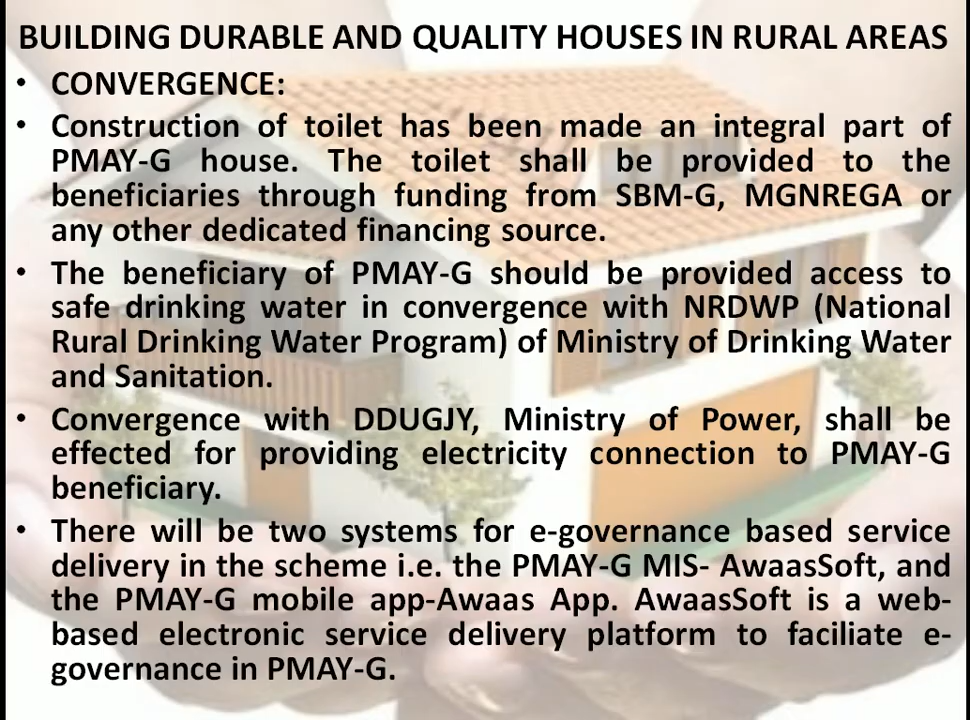 BUILDING DURABLE AND QUALITY HOUSES IN RURAL AREAS
• CONVERGENCE:
• Construction of toilet has been made an integral part of
PMAY-G house. The toilet shall be provided to the
beneficiaries through funding from SBM-G, MGNREGA or
any other dedicated financing source.
• The beneficiary of PMAY-G should be provided access to
safe drinking water in convergence with NRDWP (National
Rural Drinking Water Program) of Ministry of Drinking Water
and Sanitation.
• Convergence with DDUGJY, Ministry of Power, shall be
effected for providing electricity connection to PMAY-G
beneficiary.
• There will be two systems for e-governance based service
delivery in the scheme i.e. the PMAY-G MIS- AwaasSoft, and
the PMAY-G mobile app-Awaas App. AwaasSoft is a web-
based electronic service delivery platform to faciliate e-
governance in PMAY-G.